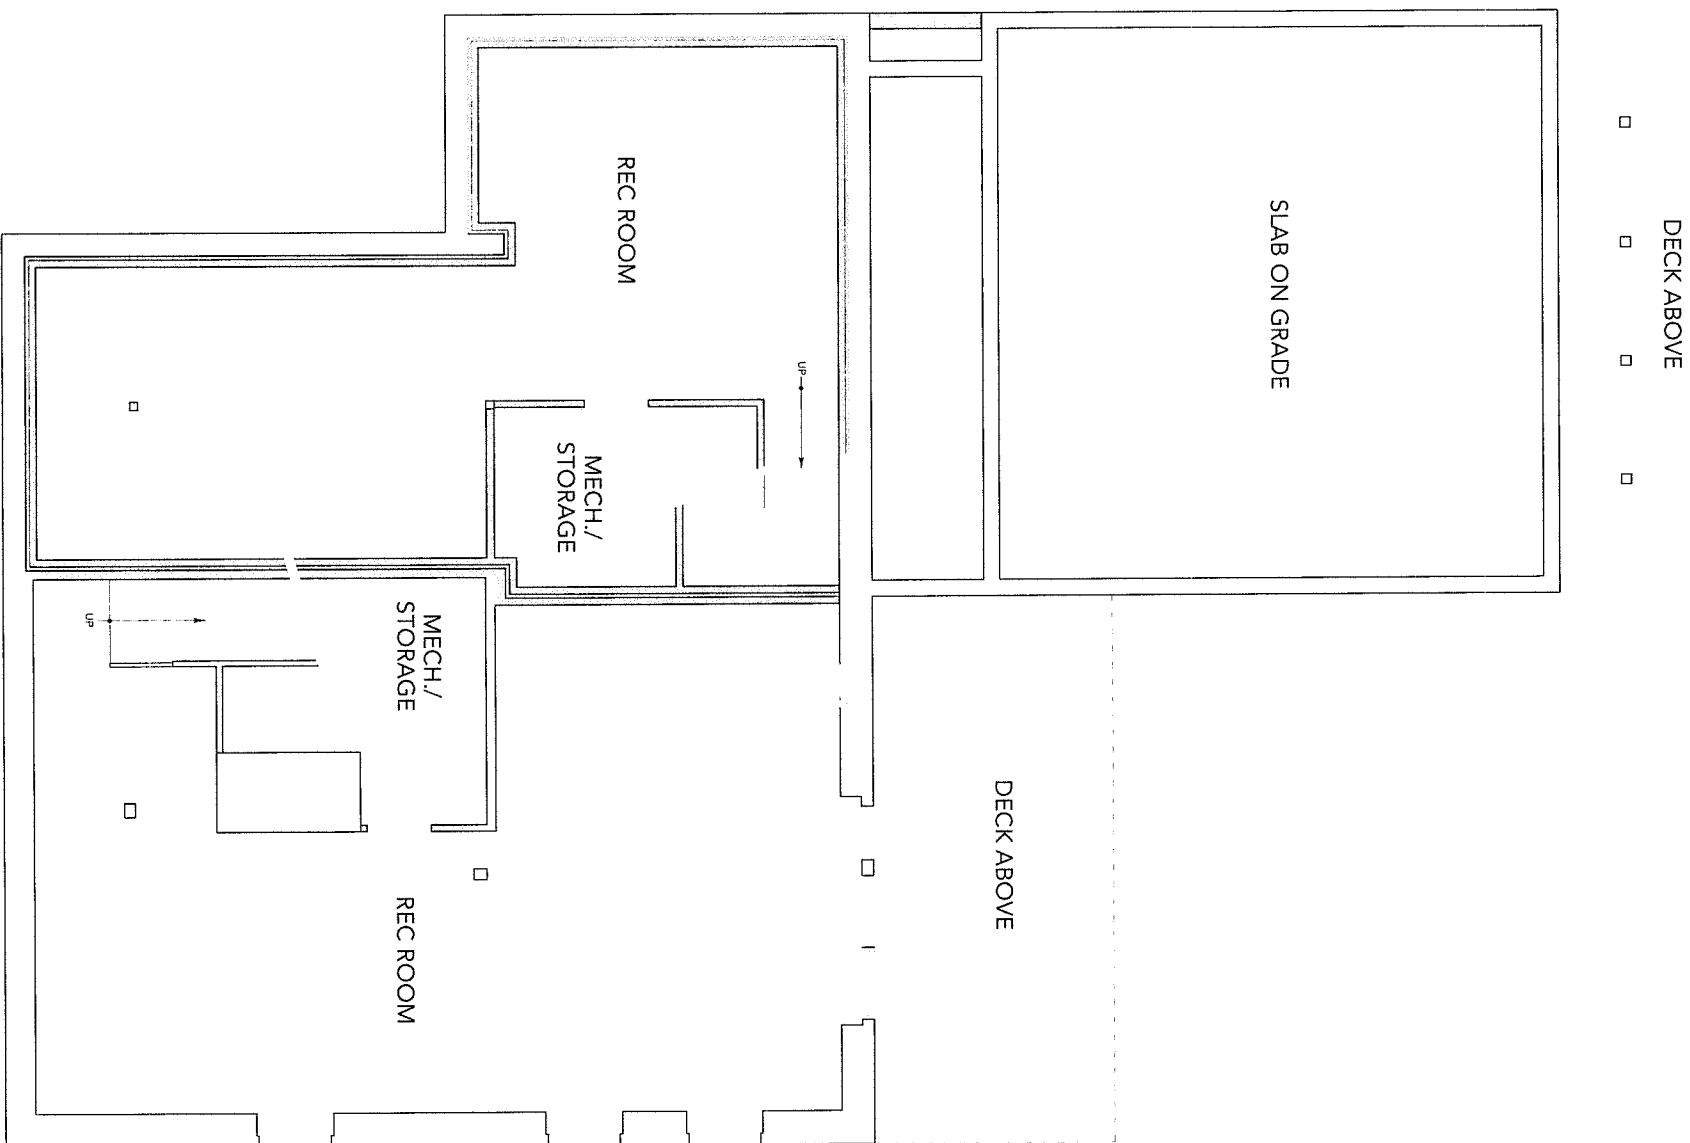 DECK ABOVE
SLAB ON GRADE
REC ROOM
UP
MECH./
STORAGE
DECK ABOVE
MECH./
STORAGE
UP
REC ROOM